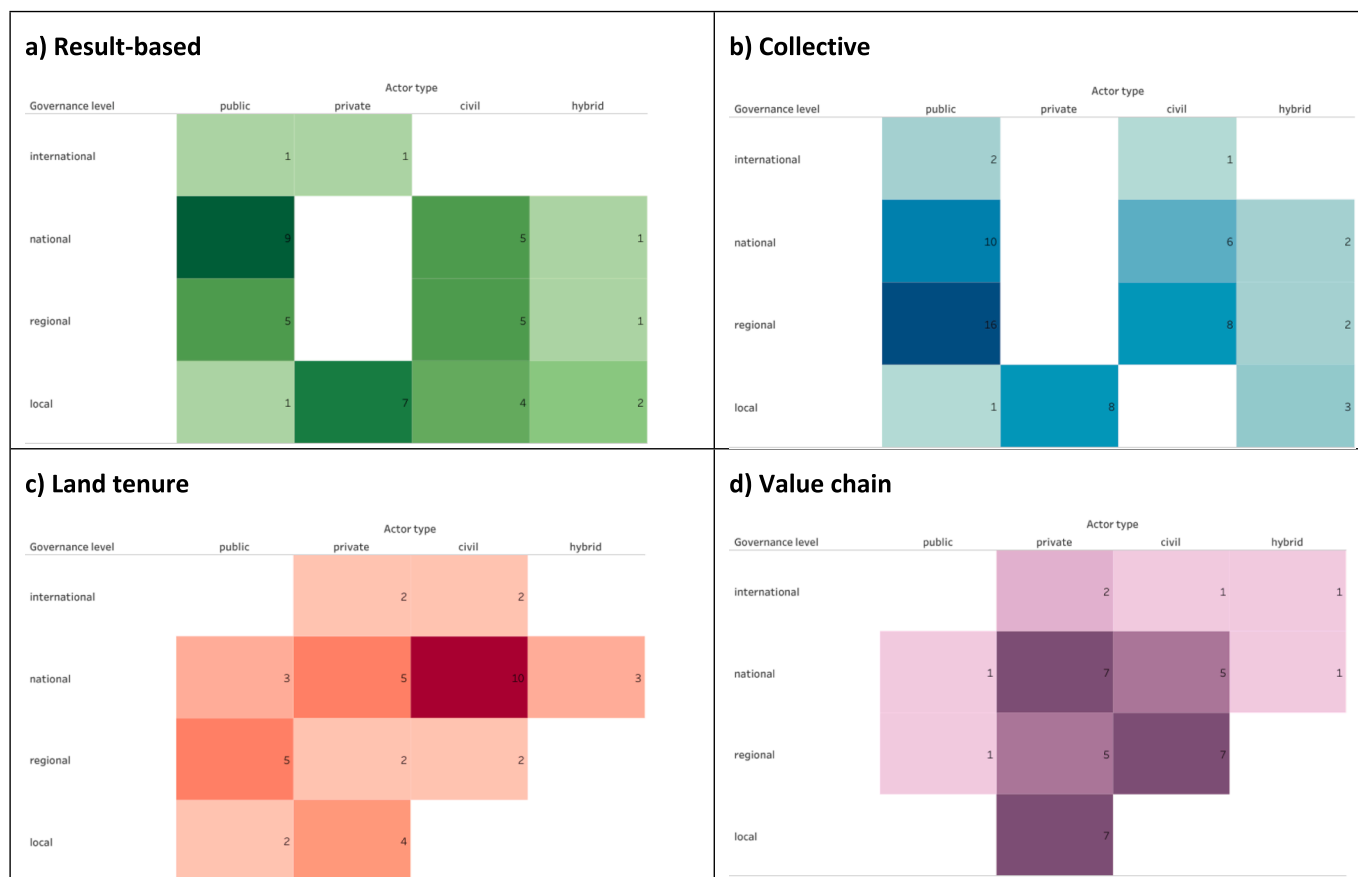 a) Result-based
Actor type
Governance level public private civil hybrid
international 1 1
national 9 5 1
regional 5 5 1
local 1 7 4 2
b) Collective
Actor type
Governance level public private civil hybrid
international 2 1
national 10 6 2
regional 16 8 2
local 1 8 3
c) Land tenure
Actor type
Governance level public private civil hybrid
international 2 2
national 3 5 10 3
regional 5 2 2
local 2 4
d) Value chain
Actor type
Governance level public private civil hybrid
international 2 1 1
national 1 7 5 1
regional 1 5 7
local 7